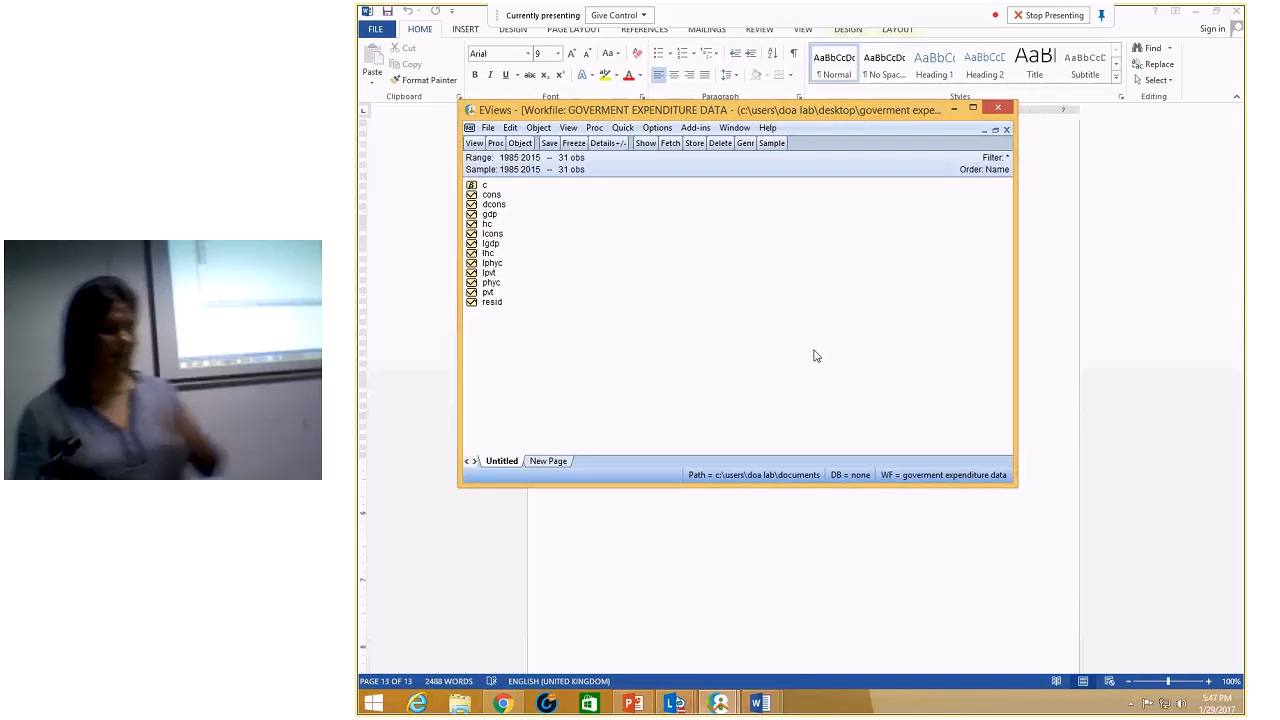 Currently presenting
Give Control
Stop Presenting
FILE
HOME
INSERT
DESIGN
PAGE LAYOUT
REFERENCES
MAILINGS
REVIEW
VIEW
DESIGN
LAYOUT
Sign in
Paste
Cut
Copy
Format Painter
Clipboard
Arial
9
Font
Paragraph
AaBbCcDc
¶ Normal
AaBbCcDc
¶ No Spac...
AaBbC(
Heading 1
AaBbCcC
Heading 2
AaBl
Title
AaBbCcC
Subtitle
Styles
Find
Replace
Select
Editing
EViews - [Workfile: GOVERMENT EXPENDITURE DATA - (c:\users\doa lab\desktop\goverment expe...
File Edit Object View Proc Quick Options Add-ins Window Help
View Proc Object Save Freeze Details+/- Show Fetch Store Delete Genr Sample
Range: 1985 2015 -- 31 obs
Filter: *
Sample: 1985 2015 -- 31 obs
Order: Name
c
cons
dcons
gdp
hc
lcons
lgdp
lhc
lphyc
lpvt
phyc
pvt
resid
Untitled
New Page
Path = c:\users\doa lab\documents DB = none WF = goverment expenditure data
PAGE 13 OF 13 2488 WORDS ENGLISH (UNITED KINGDOM)
100%
5:47 PM
1/29/2017